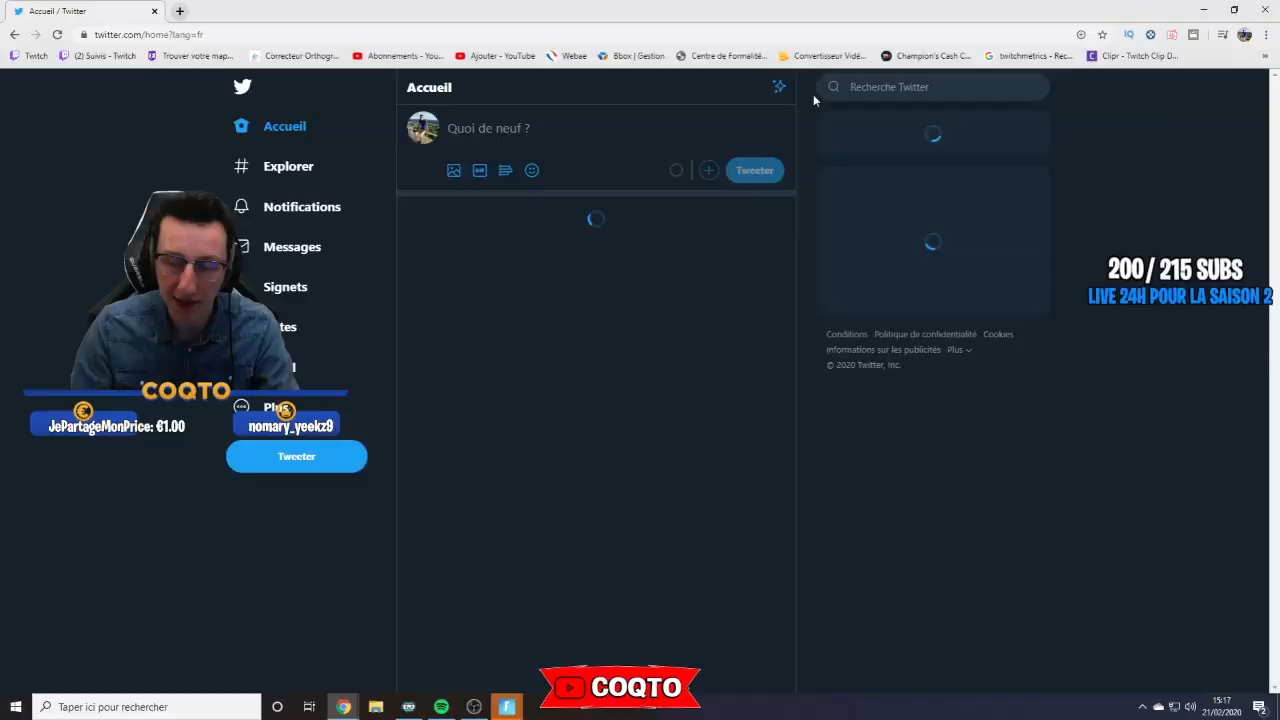 Accueil / Twitter
twitter.com/home?lang=fr
Twitch
(2) Suivis - Twitch
Trouver votre map...
Correcteur Orthogr...
Abonnements - You...
Ajouter - YouTube
Webae
Bbox | Gestion
Centre de Formalité...
Convertisseur Vidé...
Champion's Cash C...
twitchmetrics - Rec...
Clipr - Twitch Clip D...
Accueil
Recherche Twitter
Accueil
Quoi de neuf ?
Explorer
GIF
Tweeter
Notifications
Messages
Signets
Plus
Tweeter
Conditions Politique de confidentialité Cookies
Informations sur les publicités Plus
© 2020 Twitter, Inc.
200 / 215 SUBS
LIVE 24H POUR LA SAISON 2
COQTO
JePartageMonPrice: €1.00
nomary_yeekz9
COQTO
Taper ici pour rechercher
15:17
21/02/2020